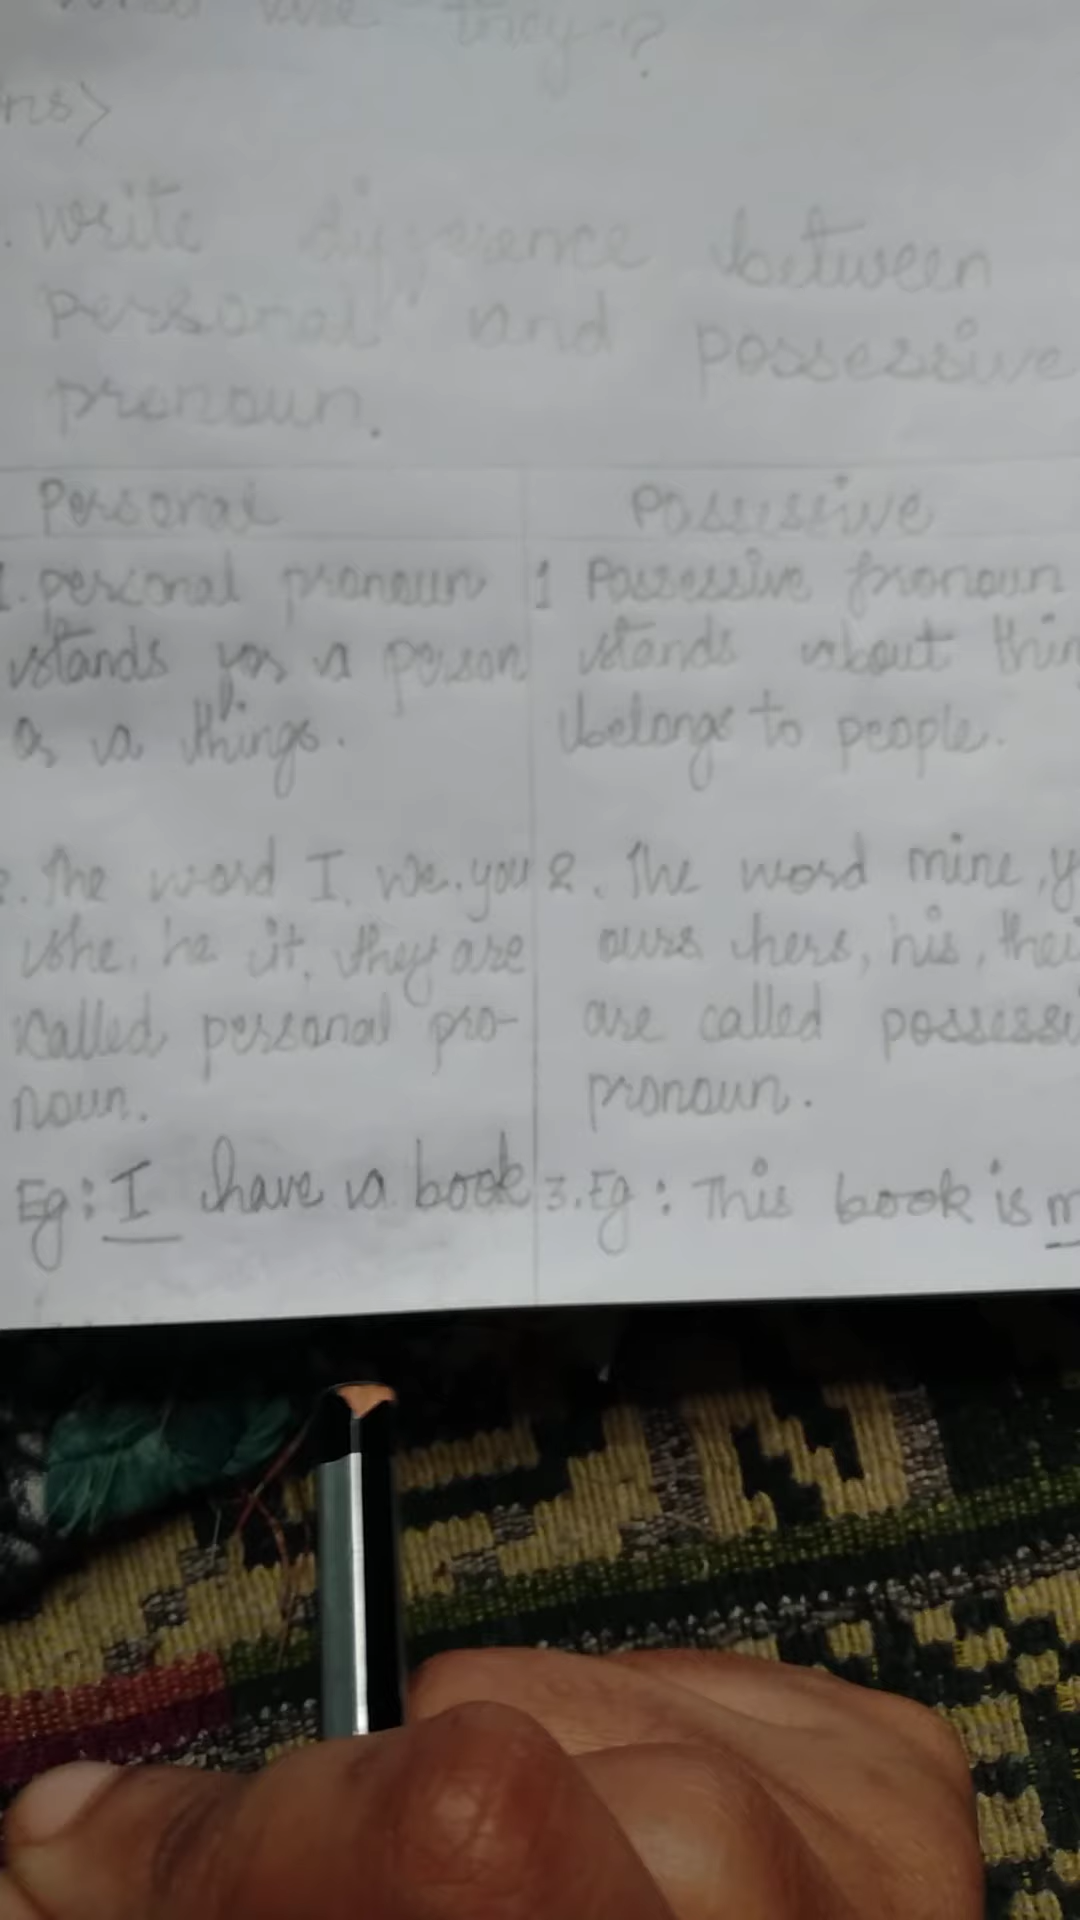 what are they?
ns>
. write difference between
personal and possessive
pronoun.
Personal Possessive
1. personal pronoun
stands for a person
or a things.
1 Possessive pronoun
stands about thin
belongs to people.
2. The word I, we, you
she, he it, they are
called personal pro-
noun.
2. The word mine, y
ours hers, his, thei
are called possessi
pronoun.
Eg: I have a book
3. Eg: This book is m